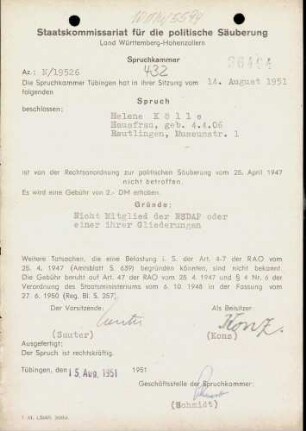 Staatskommissariat für die politische Säuberung
Land Württemberg-Hohenzollern
Spruchkammer
Az.: N/19526
432
Die Spruchkammer Tübingen hat in ihrer Sitzung vom 14. August 1951
folgenden
Spruch
beschlossen:
Helene Kölle
Hausfrau, geb. 4.4.06
Reutlingen, Museumstr. 1
ist von der Rechtsanordnung zur politischen Säuberung vom 25. April 1947
nicht betroffen.
Es wird eine Gebühr von 2.- DM erhoben.
Gründe:
Nicht Mitglied der NSDAP oder
einer ihrer Gliederungen
Weitere Tatsachen, die eine Belastung i. S. der Art. 4-7 der RAO vom
25. 4. 1947 (Amtsblatt S. 659) begründen könnten, sind nicht bekannt.
Die Gebühr beruht auf Art. 47 der RAO vom 25. 4. 1947 und § 4 Nr. 6 der
Verordnung des Staatsministeriums vom 6. 10. 1948 in der Fassung vom
27. 6. 1950 (Reg. Bl. S. 257).
Der Vorsitzende:
Als Beisitzer:
Konz.
(Sauter)
(Konz)
Ausgefertigt:
Der Spruch ist rechtskräftig.
Tübingen, den 15. Aug. 1951 1951
Geschäftsstelle der Spruchkammer:
(Schmidt)